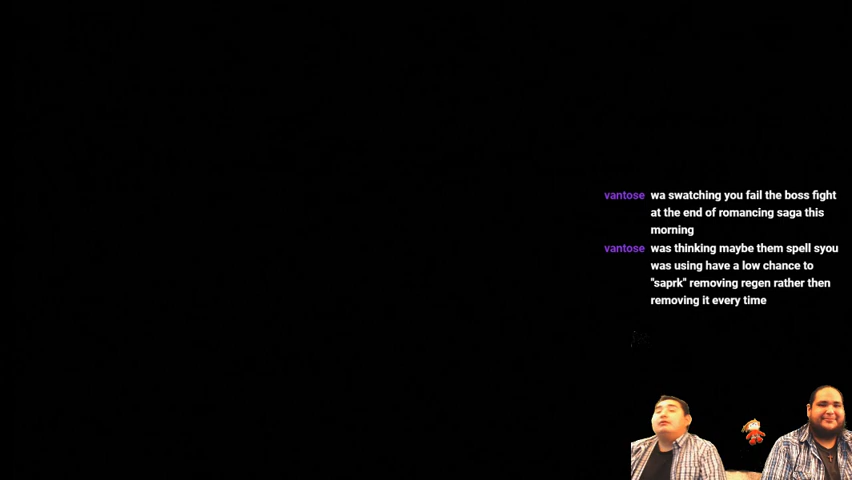 vantose wa swatching you fail the boss fight
at the end of romancing saga this
morning
vantose was thinking maybe them spell syou
was using have a low chance to
"saprk" removing regen rather then
removing it every time